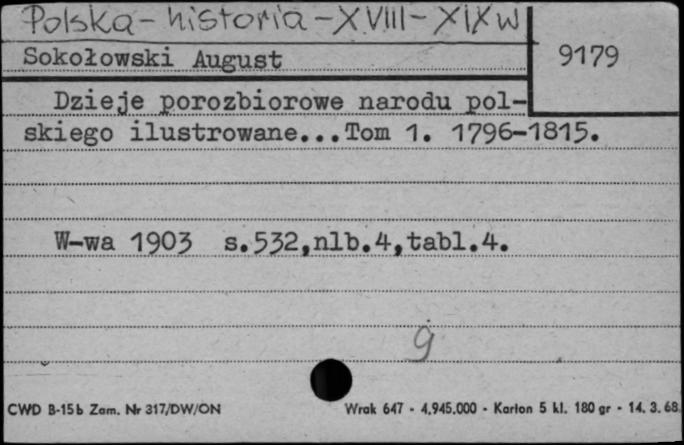 Polska - historia - XVIII - XIX w
Sokołowski August
9179
Dzieje porozbiorowe narodu pol-
skiego ilustrowane...Tom 1. 1796-1815.
W-wa 1903 s.532,nlb.4,tabl.4.
g
CWD B-15b Zam. Nr 317/DW/ON Wrak 647 - 4,945.000 - Karton 5 kl. 180 gr - 14. 3. 68.